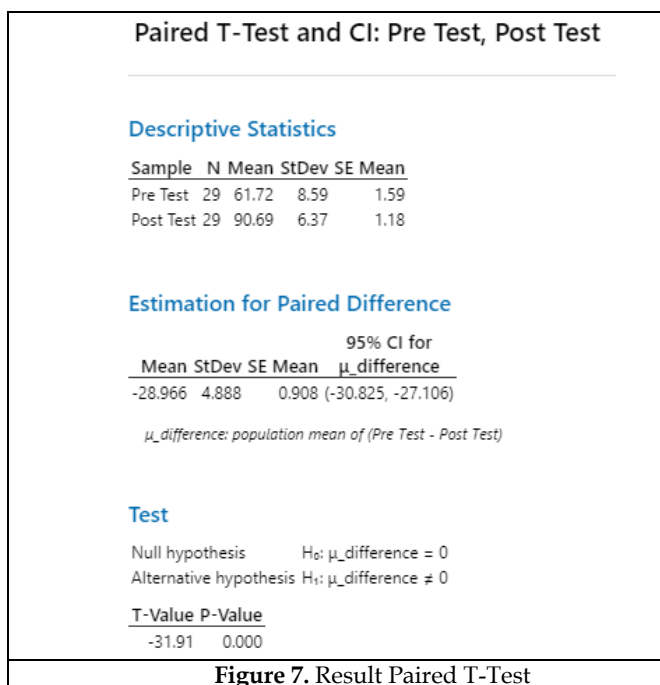 Paired T-Test and CI: Pre Test, Post Test
Descriptive Statistics
Sample N Mean StDev SE Mean
Pre Test 29 61.72 8.59 1.59
Post Test 29 90.69 6.37 1.18
Estimation for Paired Difference
95% CI for
Mean StDev SE Mean μ_difference
-28.966 4.888 0.908 (-30.825, -27.106)
μ_difference: population mean of (Pre Test - Post Test)
Test
Null hypothesis H₀: μ_difference = 0
Alternative hypothesis H₁: μ_difference ≠ 0
T-Value P-Value
-31.91 0.000
Figure 7. Result Paired T-Test